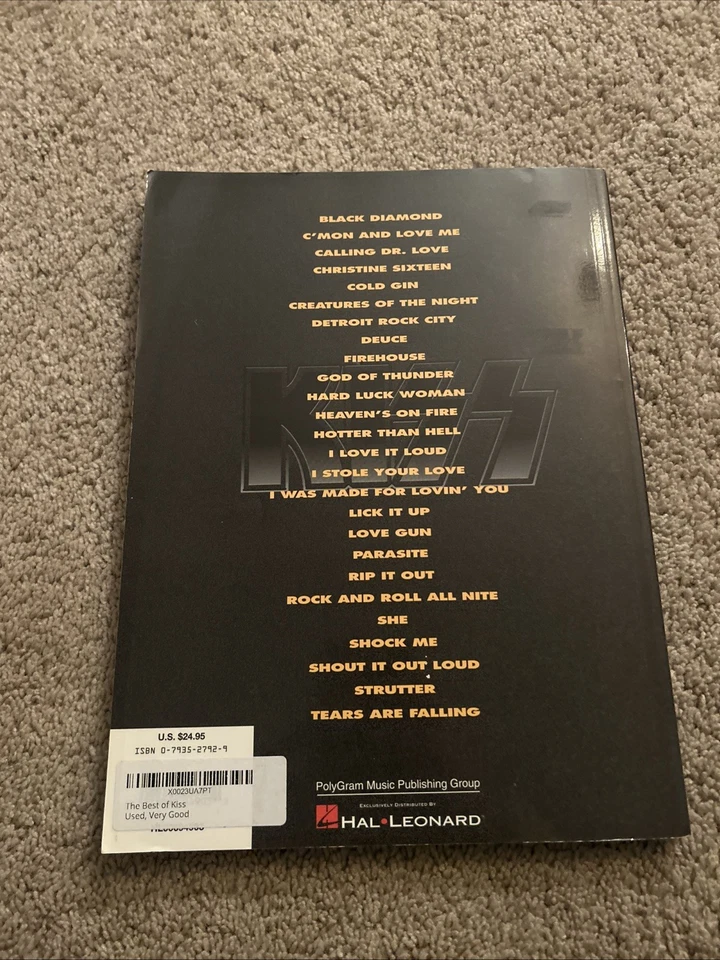 BLACK DIAMOND
C'MON AND LOVE ME
CALLING DR. LOVE
CHRISTINE SIXTEEN
COLD GIN
CREATURES OF THE NIGHT
DETROIT ROCK CITY
DEUCE
FIREHOUSE
GOD OF THUNDER
HARD LUCK WOMAN
HEAVEN'S ON FIRE
HOTTER THAN HELL
I LOVE IT LOUD
I STOLE YOUR LOVE
I WAS MADE FOR LOVIN' YOU
LICK IT UP
LOVE GUN
PARASITE
RIP IT OUT
ROCK AND ROLL ALL NITE
SHE
SHOCK ME
SHOUT IT OUT LOUD
STRUTTER
TEARS ARE FALLING
KISS
U.S. $24.95
ISBN 0-7935-2792-9
X0023UA7PT
The Best of Kiss
Used, Very Good
PolyGram Music Publishing Group
EXCLUSIVELY DISTRIBUTED BY
HAL•LEONARD